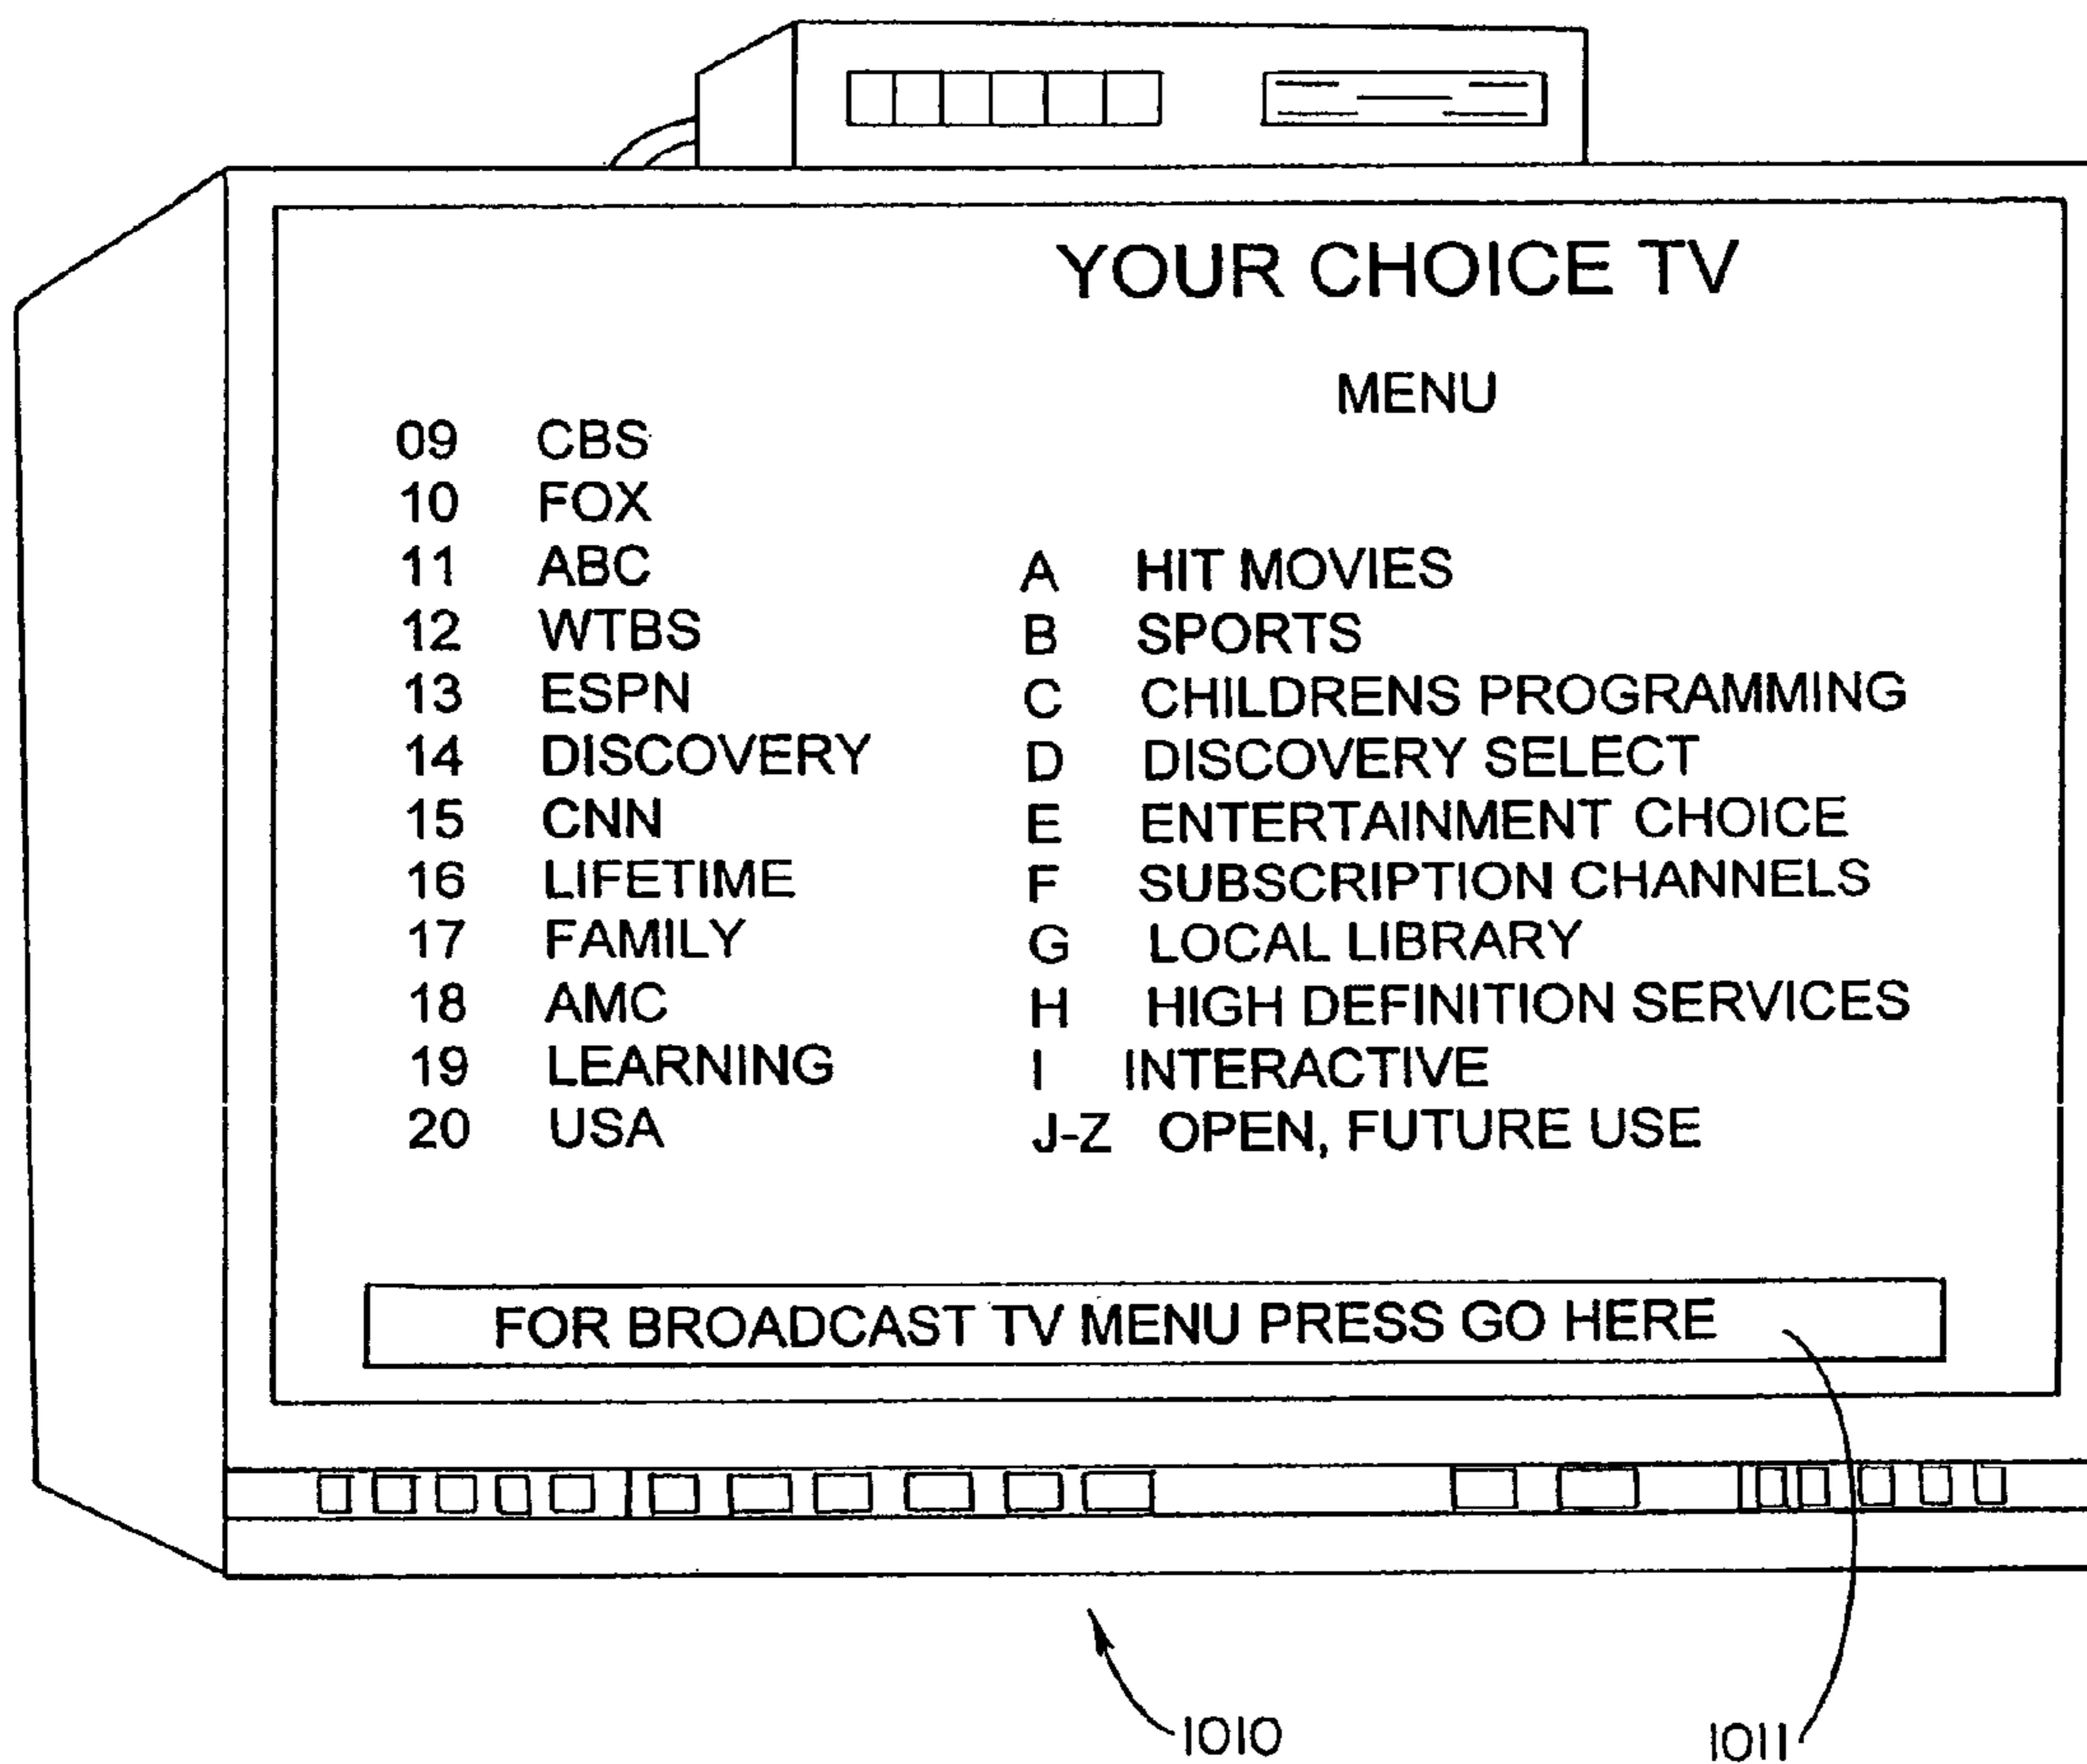 YOUR CHOICE TV
MENU
09 CBS
10 FOX
11 ABC
12 WTBS
13 ESPN
14 DISCOVERY
15 CNN
16 LIFETIME
17 FAMILY
18 AMC
19 LEARNING
20 USA
A HIT MOVIES
B SPORTS
C CHILDRENS PROGRAMMING
D DISCOVERY SELECT
E ENTERTAINMENT CHOICE
F SUBSCRIPTION CHANNELS
G LOCAL LIBRARY
H HIGH DEFINITION SERVICES
I INTERACTIVE
J-Z OPEN, FUTURE USE
FOR BROADCAST TV MENU PRESS GO HERE
1010
1011